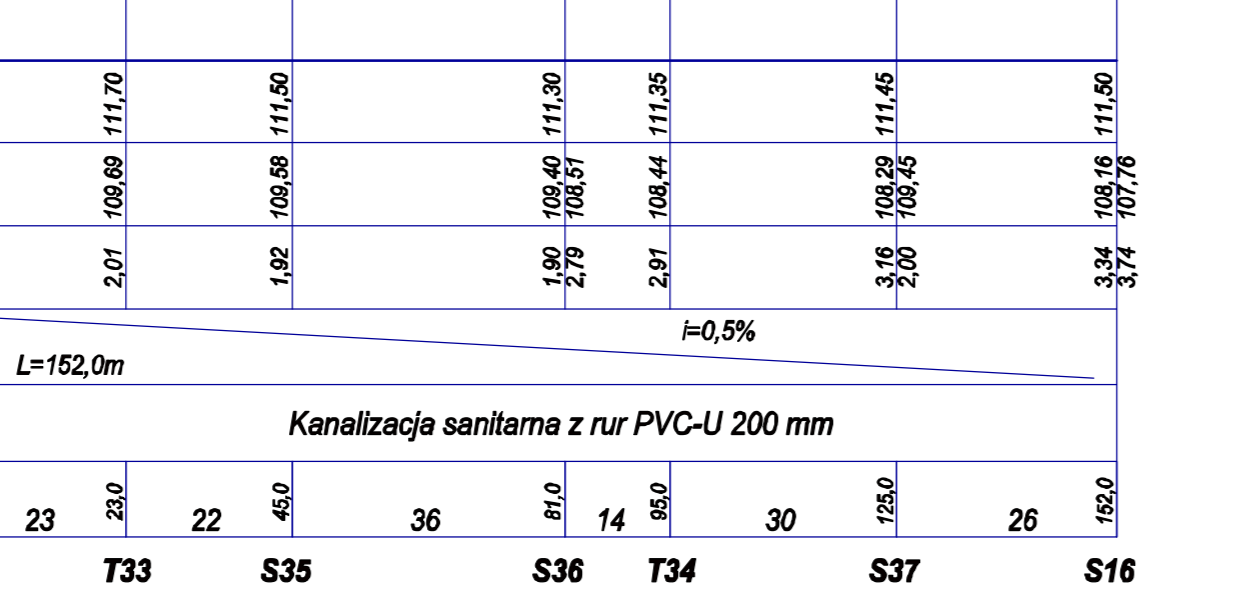 111,70 111,50 111,30 111,35 111,45 111,50
109,69 109,58 109,40 108,51 108,44 108,29 109,45 108,16 107,76
2,01 1,92 1,90 2,79 2,91 3,16 2,00 3,34 3,74
i=0,5%
L=152,0m
Kanalizacja sanitarna z rur PVC-U 200 mm
23 23,0 22 45,0 36 81,0 14 95,0 30 125,0 26 152,0
T33 S35 S36 T34 S37 S16